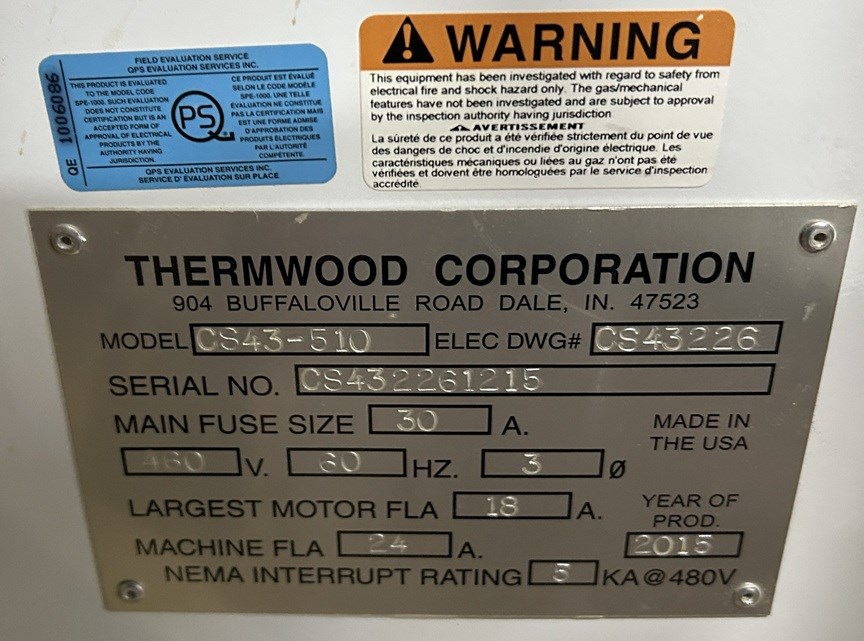 FIELD EVALUATION SERVICE
QPS EVALUATION SERVICES INC.
THIS PRODUCT IS EVALUATED
TO THE MODEL CODE
SPE-1000. SUCH EVALUATION
DOES NOT CONSTITUTE
CERTIFICATION BUT IS AN
ACCEPTED FORM OF
APPROVAL OF ELECTRICAL
PRODUCTS BY THE
AUTHORITY HAVING
JURISDICTION.
QPS
CE PRODUIT EST ÉVALUÉ
SELON LE CODE MODÈLE
SPE-1000. UNE TELLE
ÉVALUATION NE CONSTITUE
PAS LA CERTIFICATION MAIS
EST UNE FORME ADMISE
D'APPROBATION DES
PRODUITS ÉLECTRIQUES
PAR L'AUTORITÉ
COMPÉTENTE.
QE 1006086
QPS EVALUATION SERVICES INC.
SERVICE D' ÉVALUATION SUR PLACE
WARNING
This equipment has been investigated with regard to safety from
electrical fire and shock hazard only. The gas/mechanical
features have not been investigated and are subject to approval
by the inspection authority having jurisdiction.
AVERTISSEMENT
La sûreté de ce produit a été vérifiée strictement du point de vue
des dangers de choc et d'incendie d'origine électrique. Les
caractéristiques mécaniques ou liées au gaz n'ont pas été
vérifiées et doivent être homologuées par le service d'inspection
accrédité.
THERMWOOD CORPORATION
904 BUFFALOVILLE ROAD DALE, IN. 47523
MODEL CS43-510 ELEC DWG# CS43226
SERIAL NO. CS432261215
MAIN FUSE SIZE 30 A.
MADE IN
THE USA
460 V. 60 HZ. 3 Ø
LARGEST MOTOR FLA 18 A.
YEAR OF
PROD.
MACHINE FLA 24 A. 2015
NEMA INTERRUPT RATING 5 KA@480V